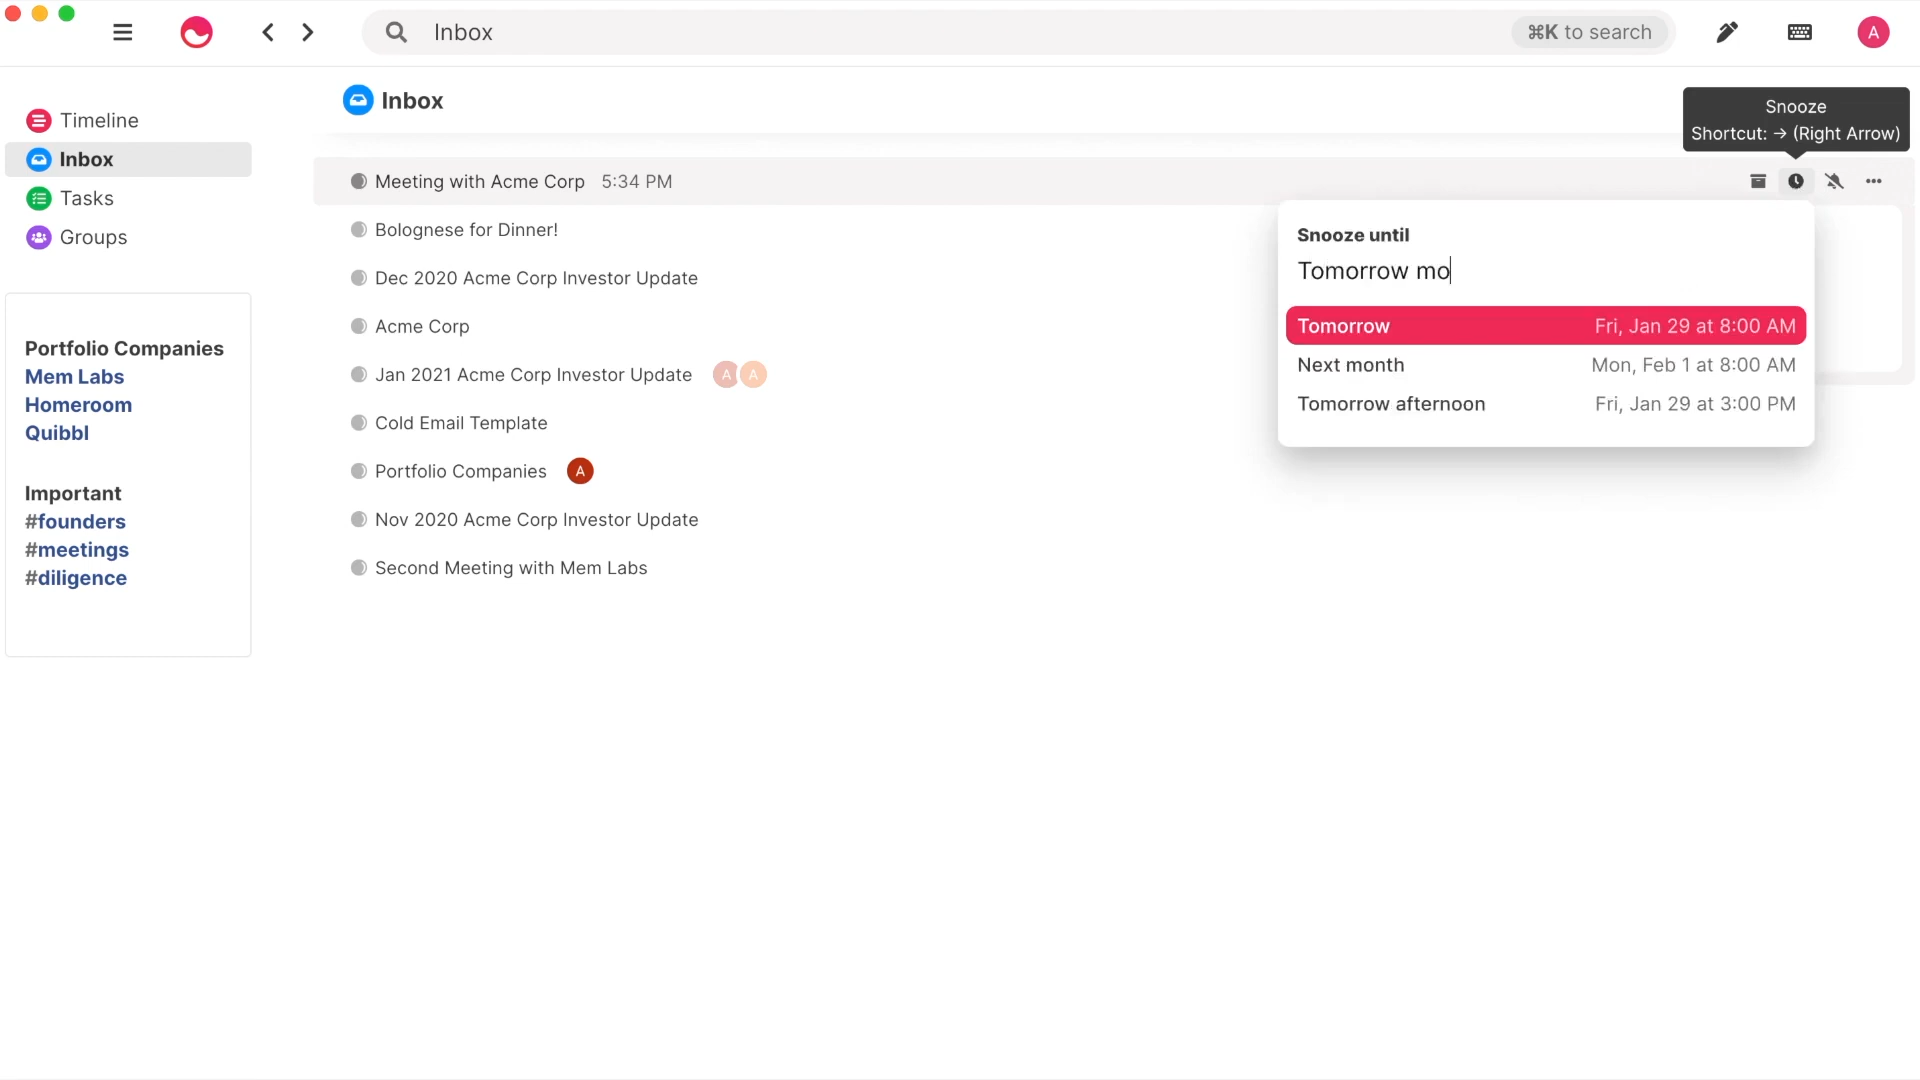 Inbox
⌘K to search
A
Timeline
Inbox
Tasks
Groups
Portfolio Companies
Mem Labs
Homeroom
Quibbl
Important
#founders
#meetings
#diligence
Inbox
Snooze
Shortcut: → (Right Arrow)
Meeting with Acme Corp 5:34 PM
Bolognese for Dinner!
Dec 2020 Acme Corp Investor Update
Acme Corp
Jan 2021 Acme Corp Investor Update A A
Cold Email Template
Portfolio Companies A
Nov 2020 Acme Corp Investor Update
Second Meeting with Mem Labs
Snooze until
Tomorrow mo
Tomorrow Fri, Jan 29 at 8:00 AM
Next month Mon, Feb 1 at 8:00 AM
Tomorrow afternoon Fri, Jan 29 at 3:00 PM